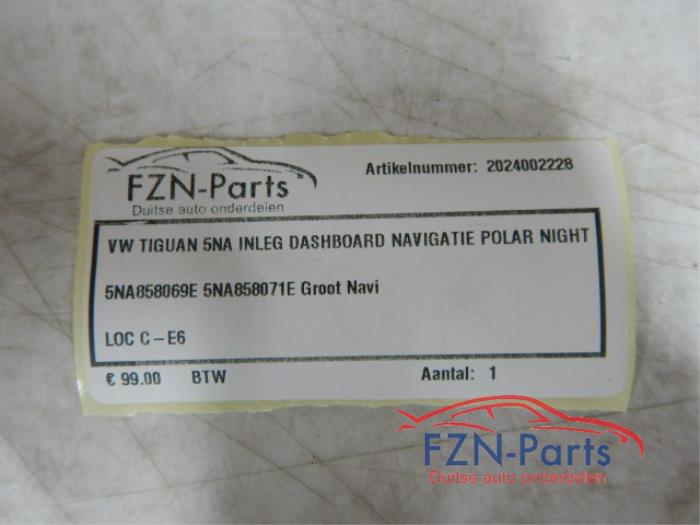 FZN-Parts
Duitse auto onderdelen
Artikelnummer: 2024002228
VW TIGUAN 5NA INLEG DASHBOARD NAVIGATIE POLAR NIGHT
5NA858069E 5NA858071E Groot Navi
LOC C-E6
€ 99.00 BTW Aantal: 1
FZN-Parts
Duitse auto onderdelen